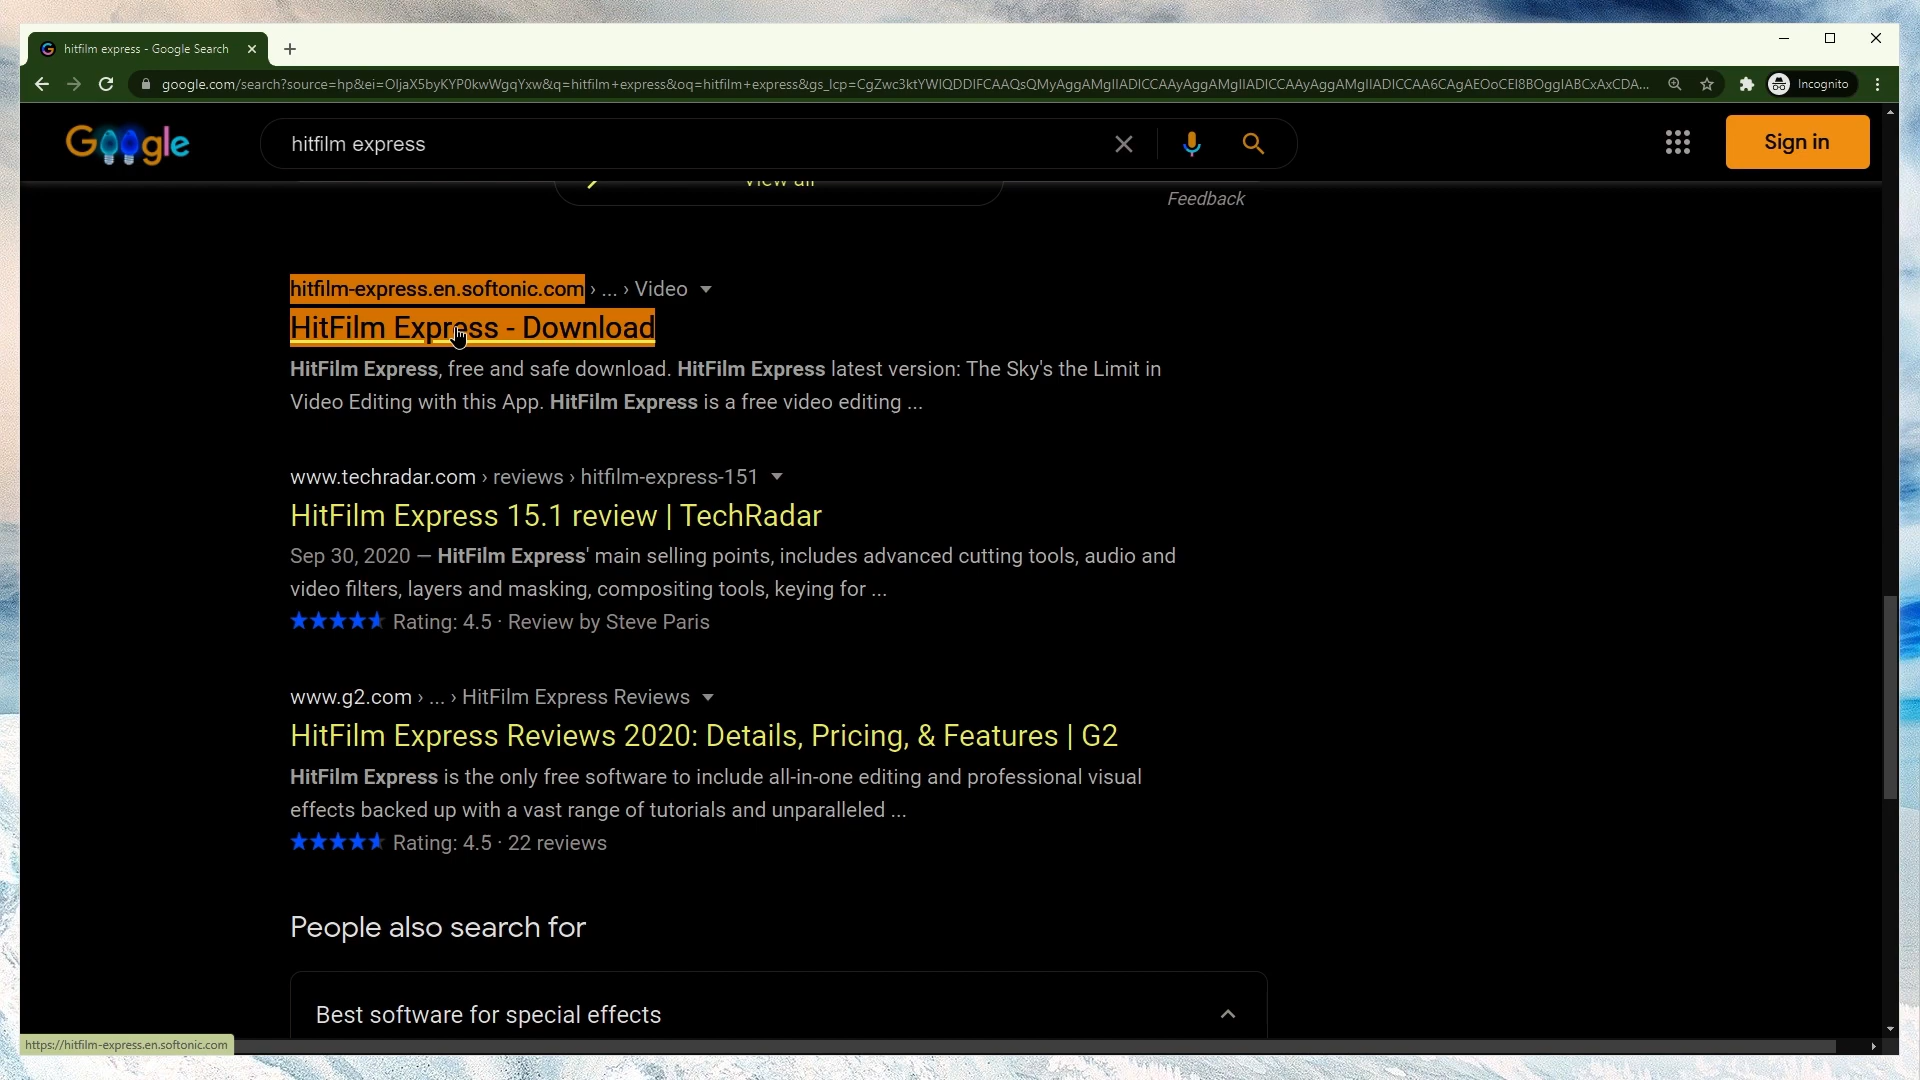 hitfilm express - Google Search
google.com/search?source=hp&ei=OljaX5byKYP0kwWgqYxw&q=hitfilm+express&oq=hitfilm+express&gs_lcp=CgZwc3ktYWIQDDIFCAAQsQMyAggAMgIIADICCAAyAggAMgIIADICCAAyAggAMgIIADICCAA6CAgAEOoCEI8BOggIABCxAxCDA...
Incognito
Google
hitfilm express
Sign in
View all
Feedback
hitfilm-express.en.softonic.com › ... › Video
HitFilm Express - Download
HitFilm Express, free and safe download. HitFilm Express latest version: The Sky's the Limit in
Video Editing with this App. HitFilm Express is a free video editing ...
www.techradar.com › reviews › hitfilm-express-151
HitFilm Express 15.1 review | TechRadar
Sep 30, 2020 — HitFilm Express' main selling points, includes advanced cutting tools, audio and
video filters, layers and masking, compositing tools, keying for ...
Rating: 4.5 · Review by Steve Paris
www.g2.com › ... › HitFilm Express Reviews
HitFilm Express Reviews 2020: Details, Pricing, & Features | G2
HitFilm Express is the only free software to include all-in-one editing and professional visual
effects backed up with a vast range of tutorials and unparalleled ...
Rating: 4.5 · 22 reviews
People also search for
Best software for special effects
https://hitfilm-express.en.softonic.com